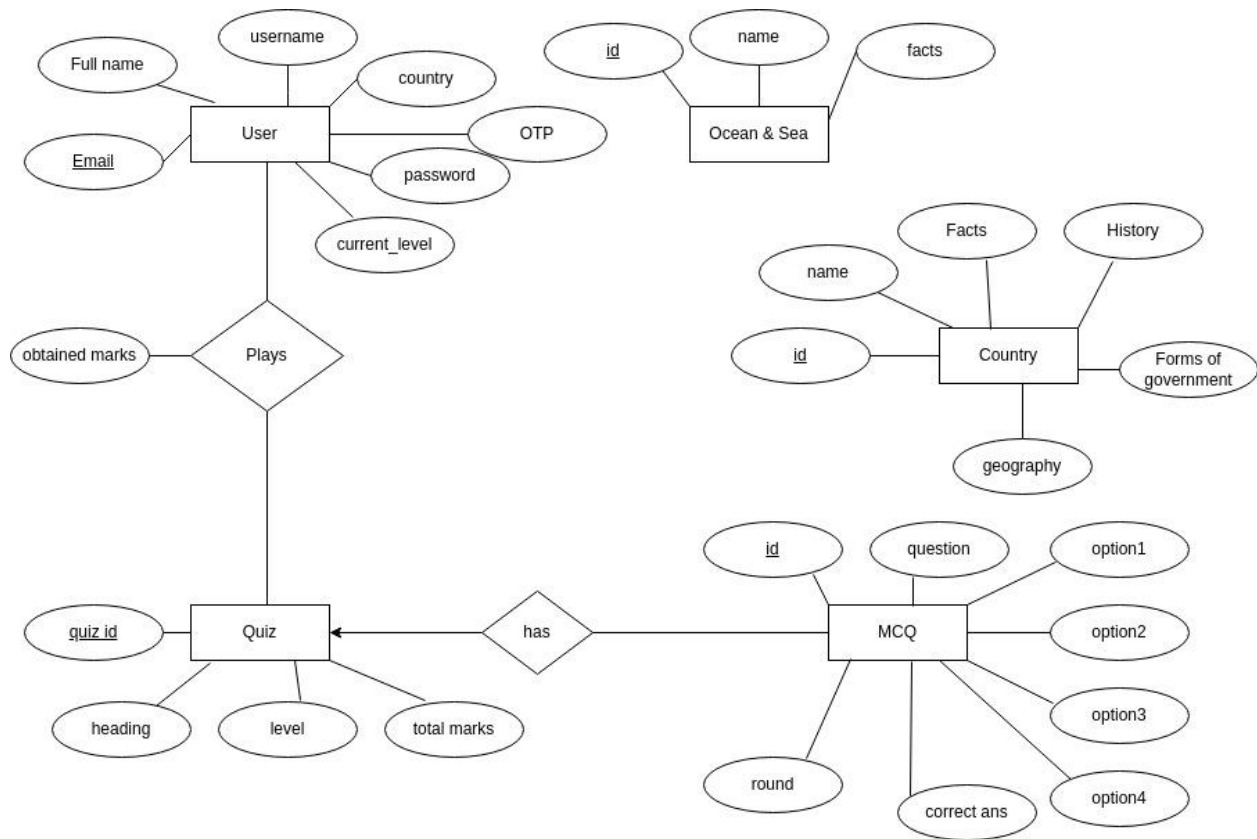 username
name
id
facts
Full name
country
User
OTP
Ocean & Sea
Email
password
current_level
Facts
History
name
obtained marks
Plays
id
Country
Forms of
government
geography
id
question
option1
quiz id
Quiz
has
MCQ
option2
heading
level
total marks
option3
round
correct ans
option4